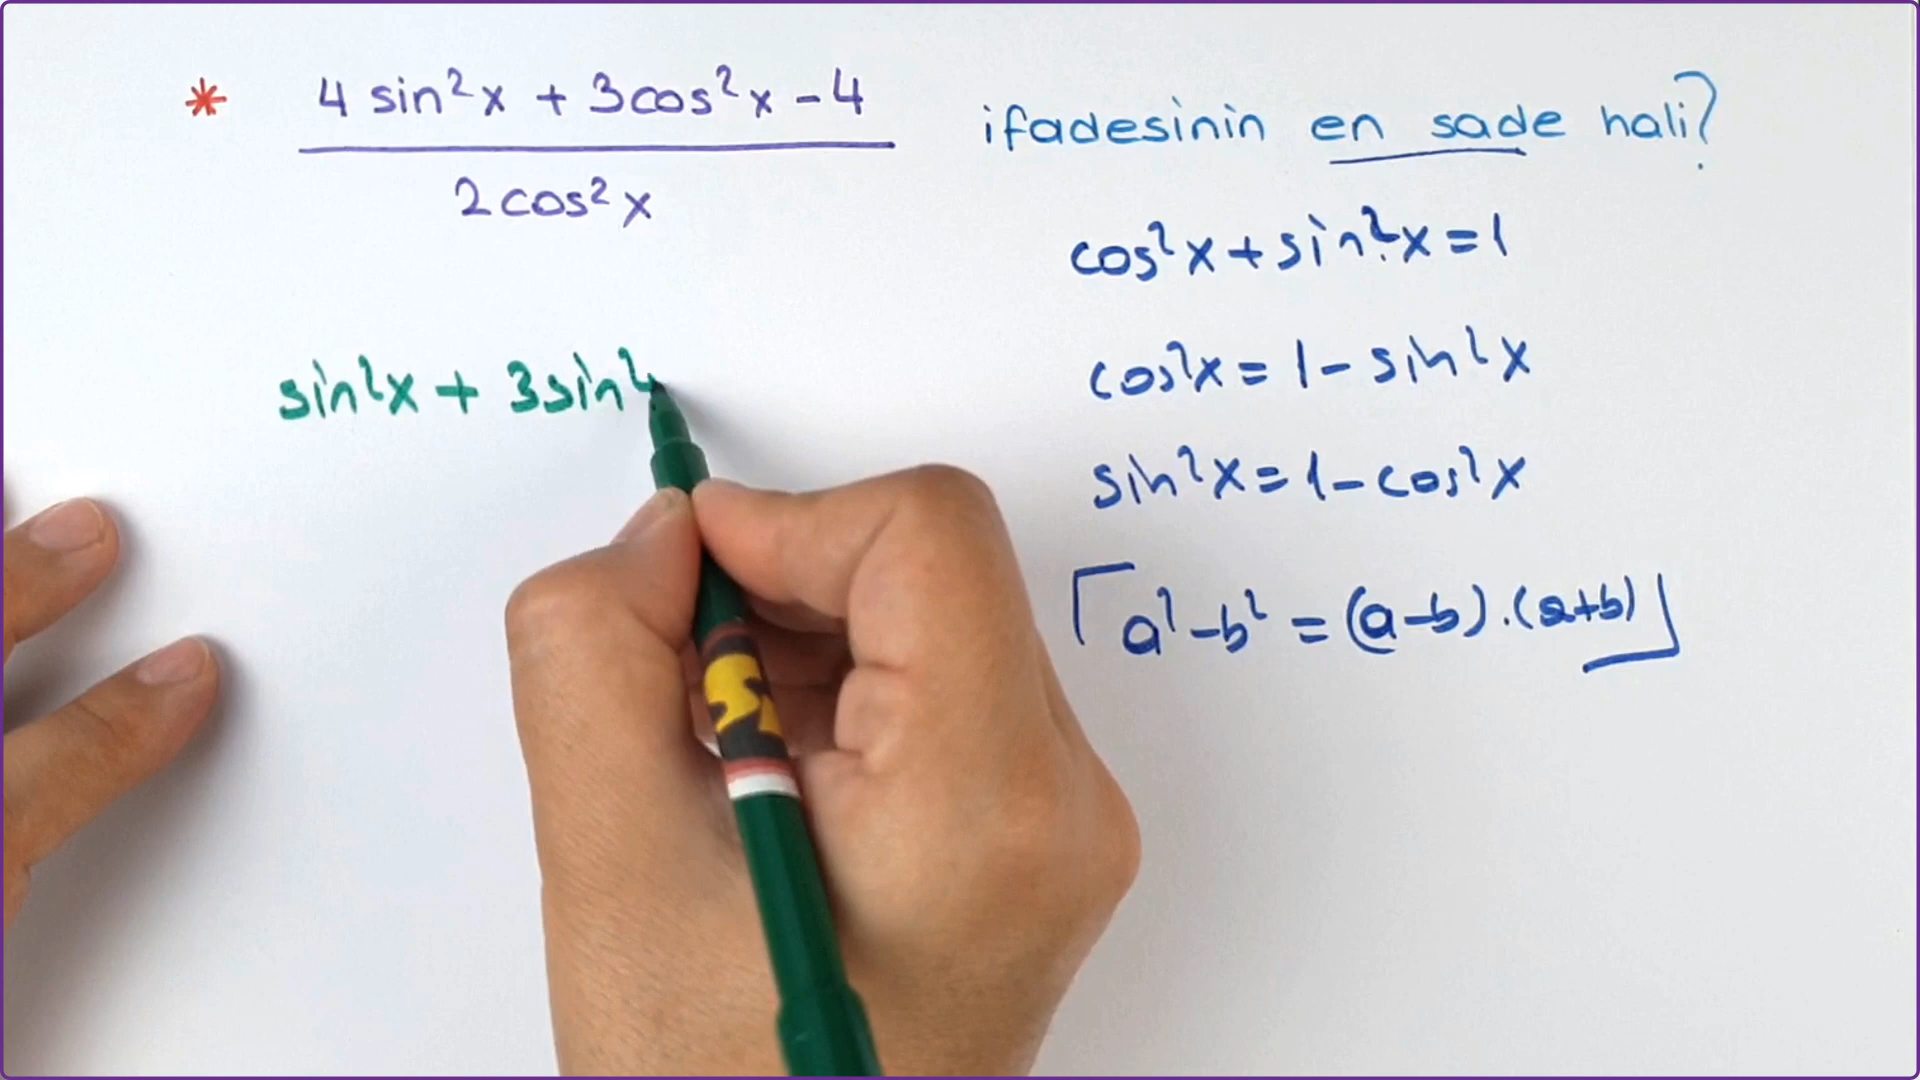 * 4 sin²x + 3cos²x - 4
2cos²x
ifadesinin en sade hali?
cos²x + sin²x = 1
cos²x = 1 - sin²x
sin²x = 1 - cos²x
a² - b² = (a-b).(a+b)
sin²x + 3sin²